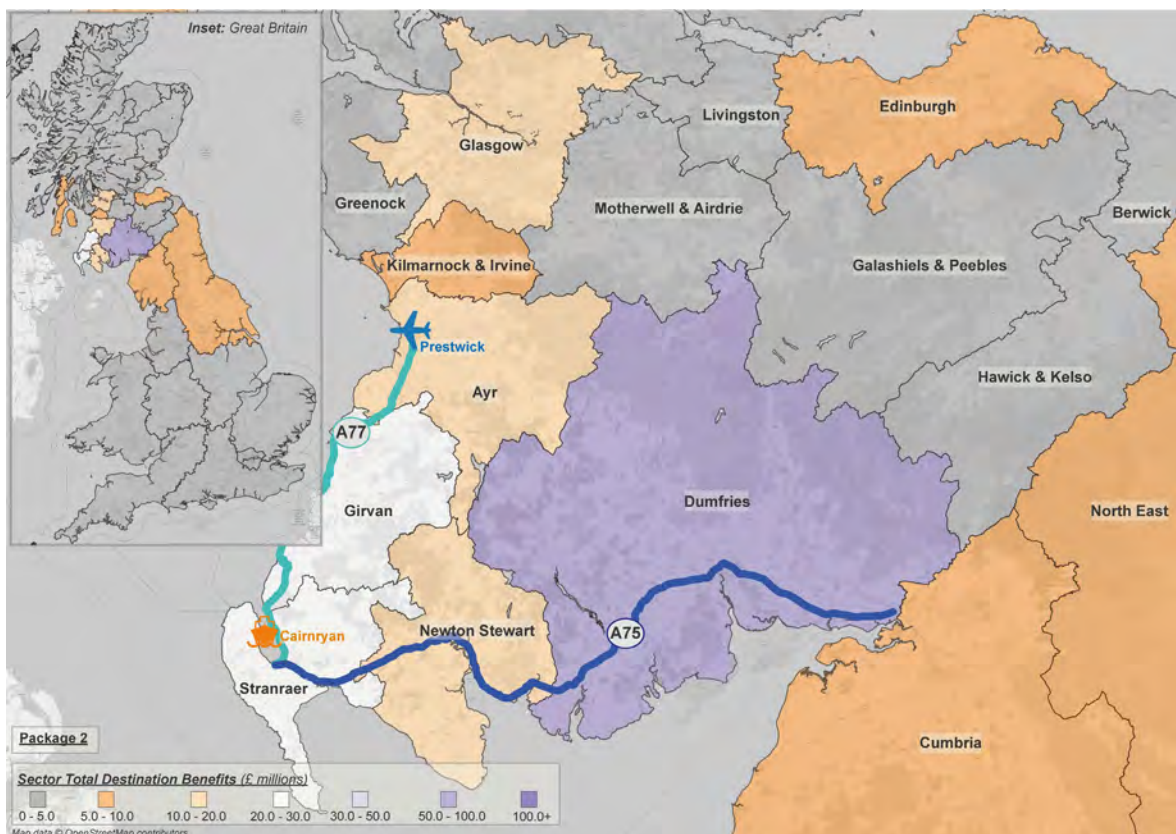 Inset: Great Britain
Edinburgh
Livingston
Glasgow
Greenock
Motherwell & Airdrie
Berwick
Kilmarnock & Irvine
Galashiels & Peebles
Prestwick
Hawick & Kelso
Ayr
A77
Dumfries
Girvan
North East
Newton Stewart
A75
Cairnryan
Stranraer
Cumbria
Package 2
Sector Total Destination Benefits (£ millions)
0 - 5.0 5.0 - 10.0 10.0 - 20.0 20.0 - 30.0 30.0 - 50.0 50.0 - 100.0 100.0+
Map data © OpenStreetMap contributors